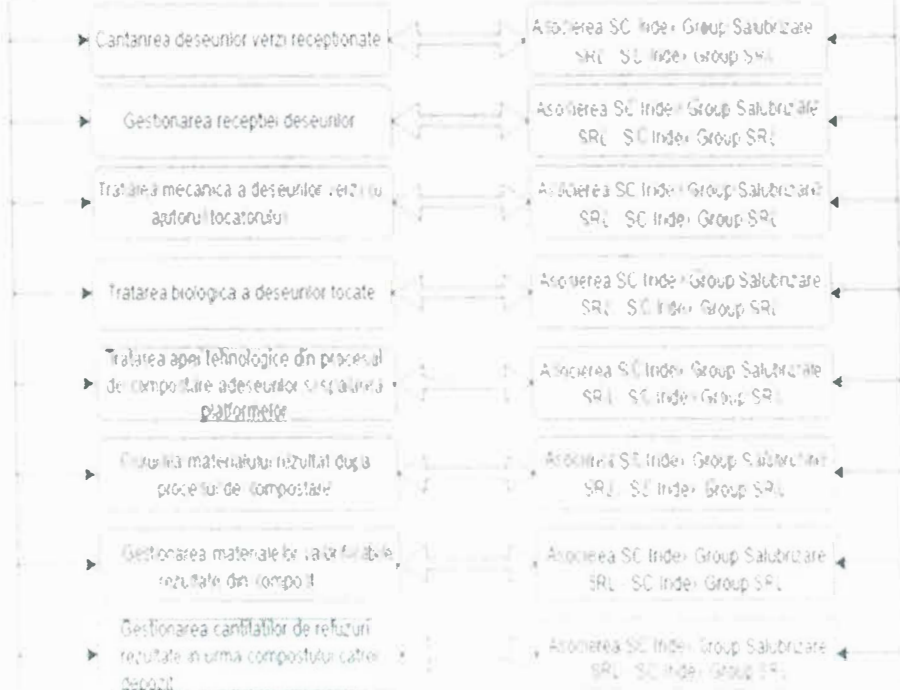 Cantarirea deseurilor verzi receptionate
Asocierea SC Index Group Salubrizare
SRL - SC Index Group SRL
Gestionarea receptiei deseurilor
Asocierea SC Index Group Salubrizare
SRL - SC Index Group SRL
Tratarea mecanica a deseurilor verzi cu
ajutorul tocatorului
Asocierea SC Index Group Salubrizare
SRL - SC Index Group SRL
Tratarea biologica a deseurilor tocate
Asocierea SC Index Group Salubrizare
SRL - SC Index Group SRL
Tratarea apei tehnologice din procesul
de compostare adeseurilor si spalarea
platformelor
Asocierea SC Index Group Salubrizare
SRL - SC Index Group SRL
materialului rezultat dupa
procesul de compostare
Asocierea SC Index Group Salubrizare
SRL - SC Index Group SRL
Gestionarea materialelor valorificabile
rezultate din compost
Asocierea SC Index Group Salubrizare
SRL - SC Index Group SRL
Gestionarea cantitatilor de refuzuri
rezultate in urma compostului catre
depozit
Asocierea SC Index Group Salubrizare
SRL - SC Index Group SRL